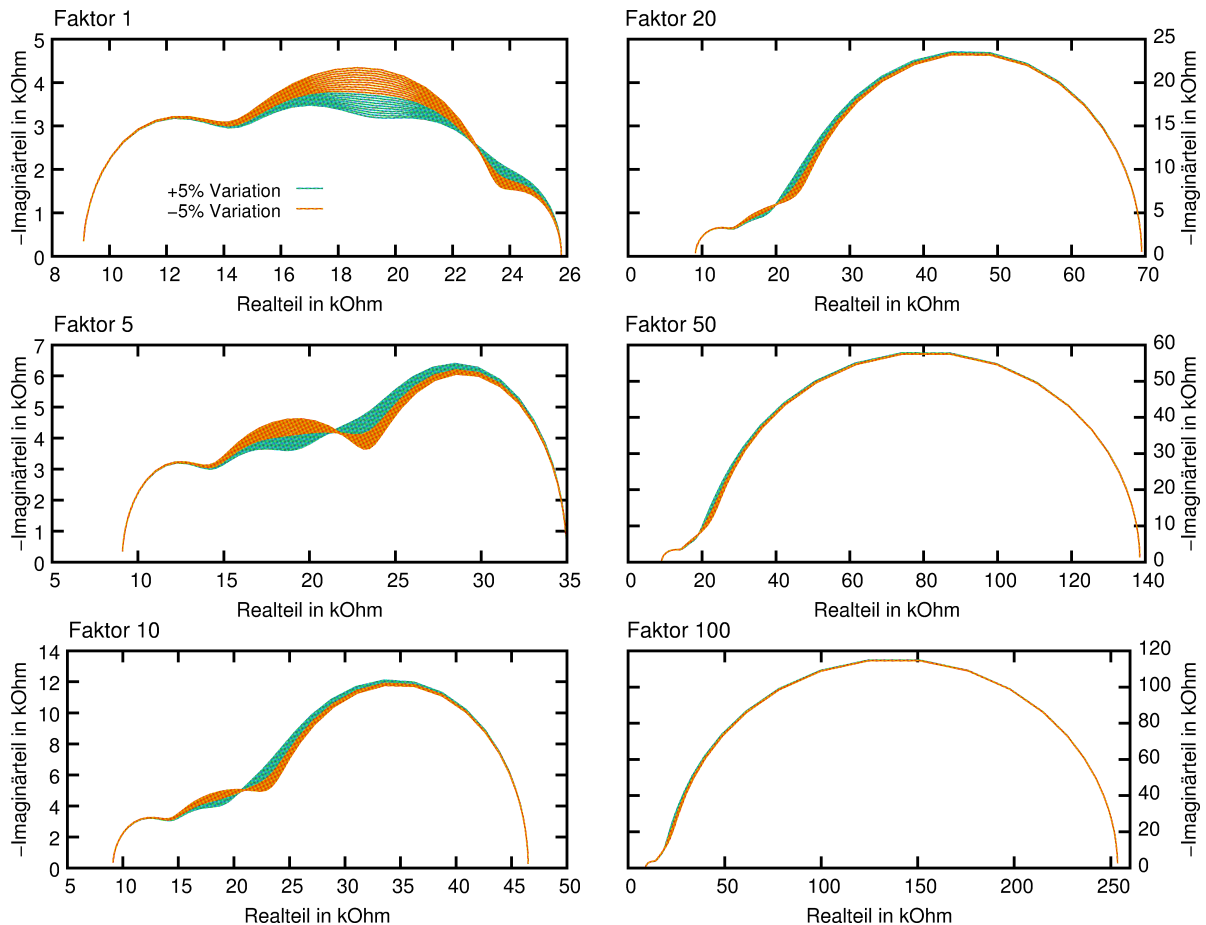 Faktor 1
5
4
3
2
1
0
−Imaginärteil in kOhm
+5% Variation
−5% Variation
8 10 12 14 16 18 20 22 24 26
Realteil in kOhm
Faktor 20
25
20
15
10
5
0
−Imaginärteil in kOhm
0 10 20 30 40 50 60 70
Realteil in kOhm
Faktor 5
7
6
5
4
3
2
1
0
−Imaginärteil in kOhm
5 10 15 20 25 30 35
Realteil in kOhm
Faktor 50
60
50
40
30
20
10
0
−Imaginärteil in kOhm
0 20 40 60 80 100 120 140
Realteil in kOhm
Faktor 10
14
12
10
8
6
4
2
0
−Imaginärteil in kOhm
5 10 15 20 25 30 35 40 45 50
Realteil in kOhm
Faktor 100
120
100
80
60
40
20
0
−Imaginärteil in kOhm
0 50 100 150 200 250
Realteil in kOhm